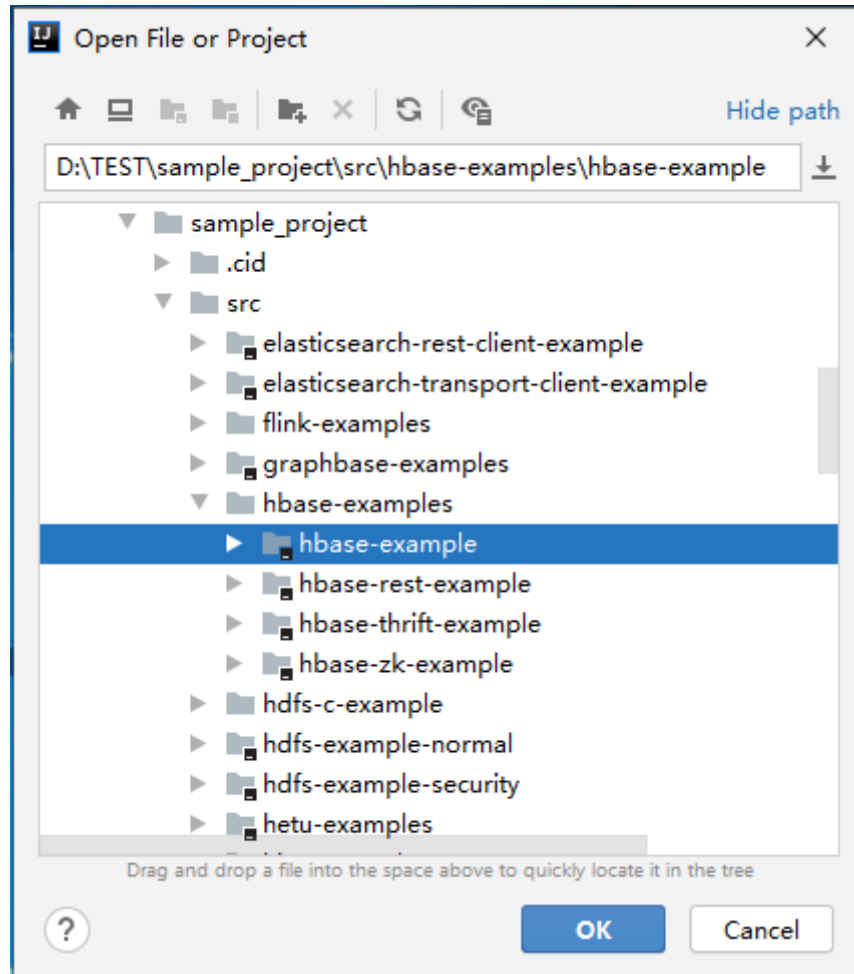 IJ Open File or Project
Hide path
D:\TEST\sample_project\src\hbase-examples\hbase-example
sample_project
.cid
src
elasticsearch-rest-client-example
elasticsearch-transport-client-example
flink-examples
graphbase-examples
hbase-examples
hbase-example
hbase-rest-example
hbase-thrift-example
hbase-zk-example
hdfs-c-example
hdfs-example-normal
hdfs-example-security
hetu-examples
Drag and drop a file into the space above to quickly locate it in the tree
? OK Cancel